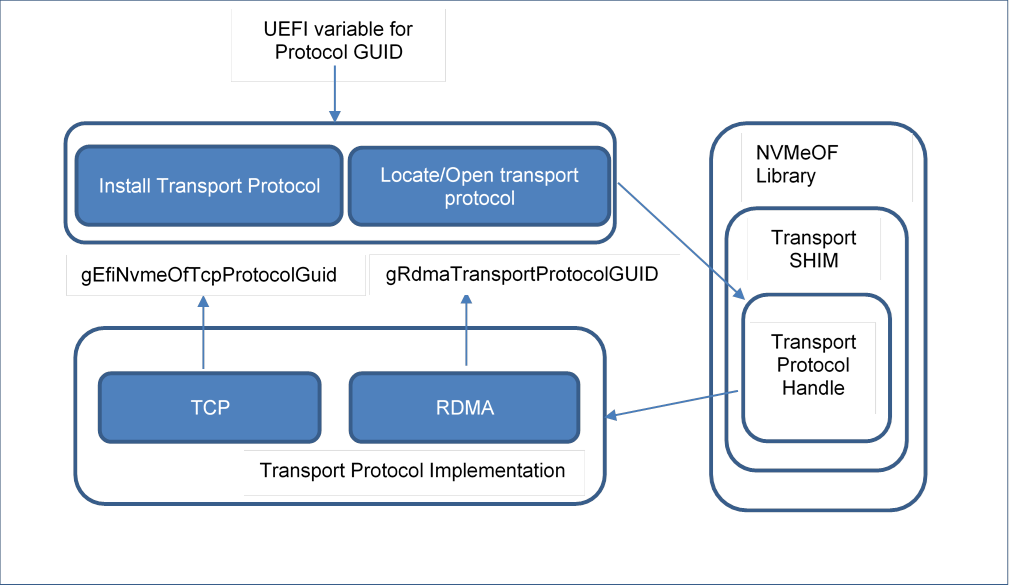 UEFI variable for
Protocol GUID
Install Transport Protocol
Locate/Open transport
protocol
NVMeOF
Library
Transport
SHIM
gEfiNvmeOfTcpProtocolGuid
gRdmaTransportProtocolGUID
Transport
Protocol
Handle
TCP
RDMA
Transport Protocol Implementation